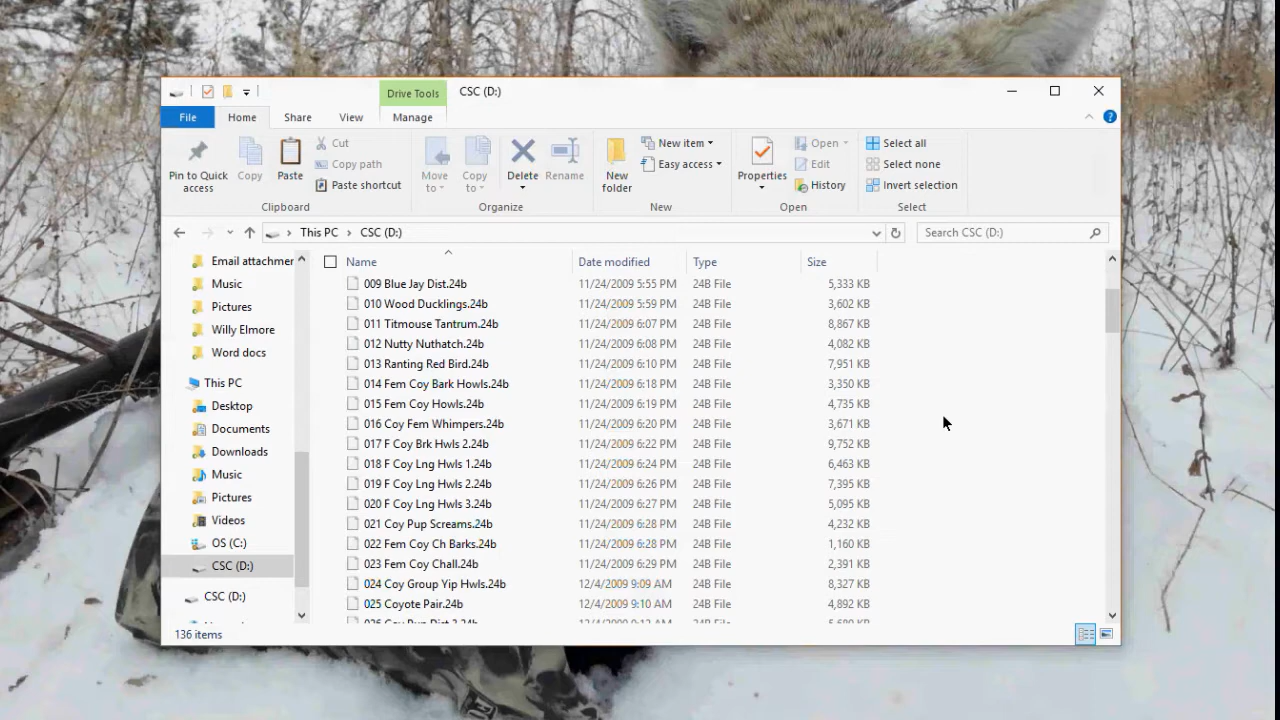 Drive Tools CSC (D:)
File Home Share View Manage
Pin to Quick access
Copy
Paste
Cut
Copy path
Paste shortcut
Clipboard
Move to
Copy to
Delete
Rename
Organize
New folder
New item
Easy access
New
Properties
Open
Edit
History
Open
Select all
Select none
Invert selection
Select
This PC CSC (D:)
Search CSC (D:)
Email attachmer
Music
Pictures
Willy Elmore
Word docs
This PC
Desktop
Documents
Downloads
Music
Pictures
Videos
OS (C:)
CSC (D:)
CSC (D:)
Name Date modified Type Size
009 Blue Jay Dist.24b 11/24/2009 5:55 PM 24B File 5,333 KB
010 Wood Ducklings.24b 11/24/2009 5:59 PM 24B File 3,602 KB
011 Titmouse Tantrum.24b 11/24/2009 6:07 PM 24B File 8,867 KB
012 Nutty Nuthatch.24b 11/24/2009 6:08 PM 24B File 4,082 KB
013 Ranting Red Bird.24b 11/24/2009 6:10 PM 24B File 7,951 KB
014 Fem Coy Bark Howls.24b 11/24/2009 6:18 PM 24B File 3,350 KB
015 Fem Coy Howls.24b 11/24/2009 6:19 PM 24B File 4,735 KB
016 Coy Fem Whimpers.24b 11/24/2009 6:20 PM 24B File 3,671 KB
017 F Coy Brk Hwls 2.24b 11/24/2009 6:22 PM 24B File 9,752 KB
018 F Coy Lng Hwls 1.24b 11/24/2009 6:24 PM 24B File 6,463 KB
019 F Coy Lng Hwls 2.24b 11/24/2009 6:26 PM 24B File 7,395 KB
020 F Coy Lng Hwls 3.24b 11/24/2009 6:27 PM 24B File 5,095 KB
021 Coy Pup Screams.24b 11/24/2009 6:28 PM 24B File 4,232 KB
022 Fem Coy Ch Barks.24b 11/24/2009 6:28 PM 24B File 1,160 KB
023 Fem Coy Chall.24b 11/24/2009 6:29 PM 24B File 2,391 KB
024 Coy Group Yip Hwls.24b 12/4/2009 9:09 AM 24B File 8,327 KB
025 Coyote Pair.24b 12/4/2009 9:10 AM 24B File 4,892 KB
136 items